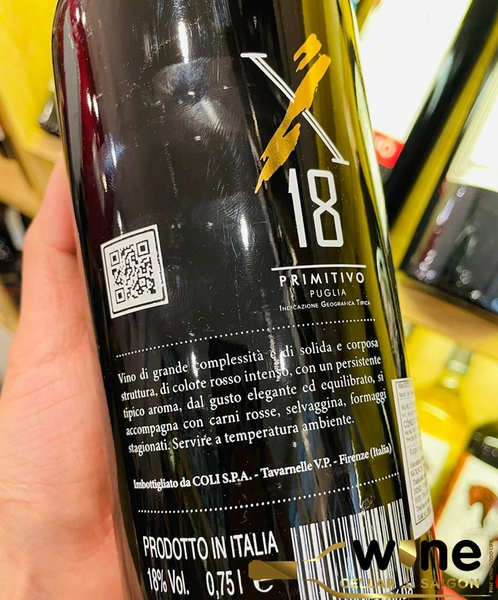 X
18
PRIMITIVO
PUGLIA
INDICAZIONE GEOGRAFICA TIPICA
Vino di grande complessità e di solida e corposa
struttura, di colore rosso intenso, con un persistente
tipico aroma, dal gusto elegante ed equilibrato, si
accompagna con carni rosse, selvaggina, formaggi
stagionati. Servire a temperatura ambiente.
Imbottigliato da COLI S.P.A. - Tavarnelle V.P. - Firenze (Italia)
PRODOTTO IN ITALIA
18% Vol. 0,75 l e
wine
CELLAR SAIGON